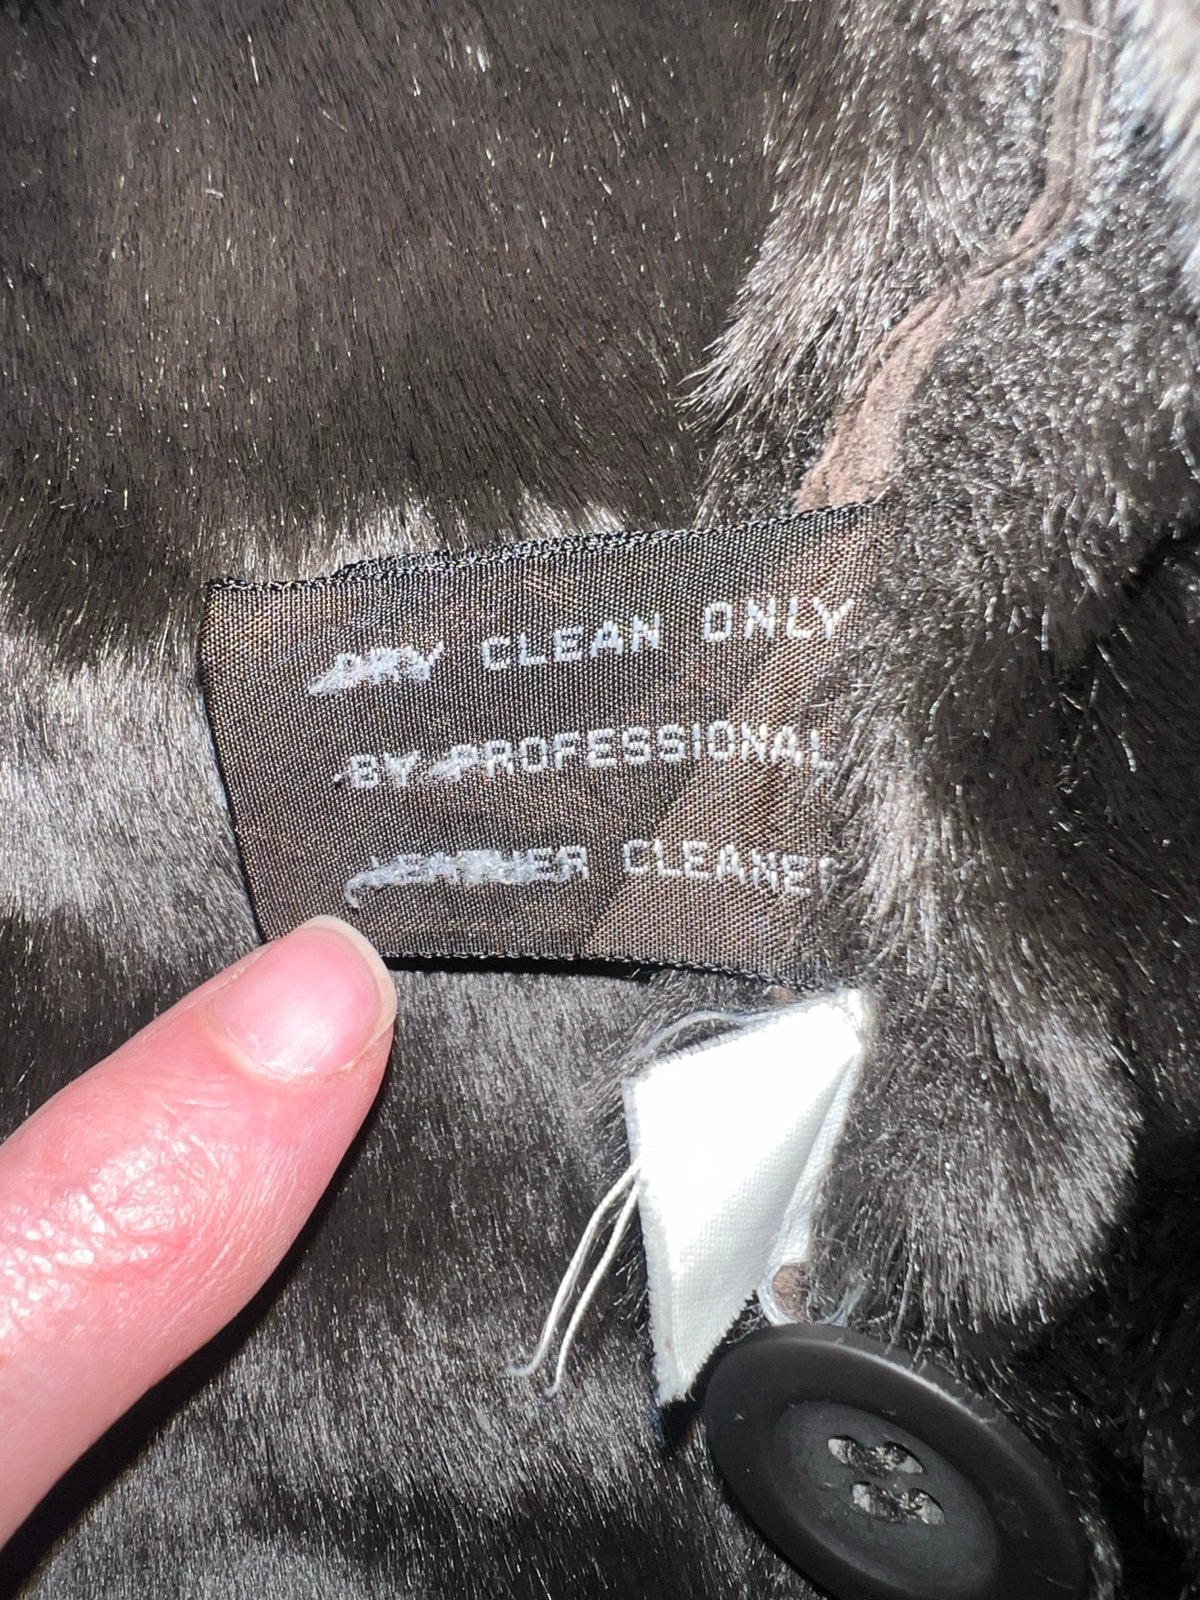 DRY CLEAN ONLY
BY PROFESSIONAL
LEATHER CLEANER